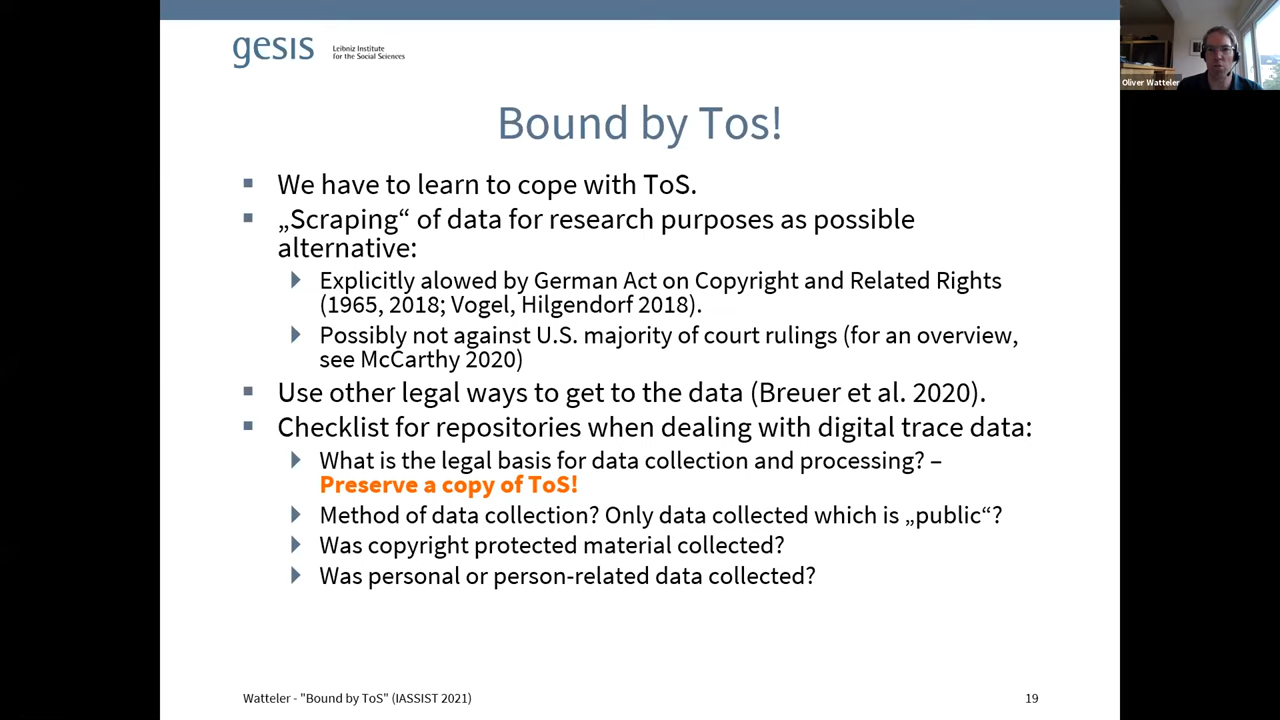 gesis
Leibniz Institute
for the Social Sciences
Oliver Watteler
Bound by Tos!
We have to learn to cope with ToS.
„Scraping“ of data for research purposes as possible
alternative:
Explicitly alowed by German Act on Copyright and Related Rights
(1965, 2018; Vogel, Hilgendorf 2018).
Possibly not against U.S. majority of court rulings (for an overview,
see McCarthy 2020)
Use other legal ways to get to the data (Breuer et al. 2020).
Checklist for repositories when dealing with digital trace data:
What is the legal basis for data collection and processing? –
Preserve a copy of ToS!
Method of data collection? Only data collected which is „public“?
Was copyright protected material collected?
Was personal or person-related data collected?
Watteler - "Bound by ToS" (IASSIST 2021)
19